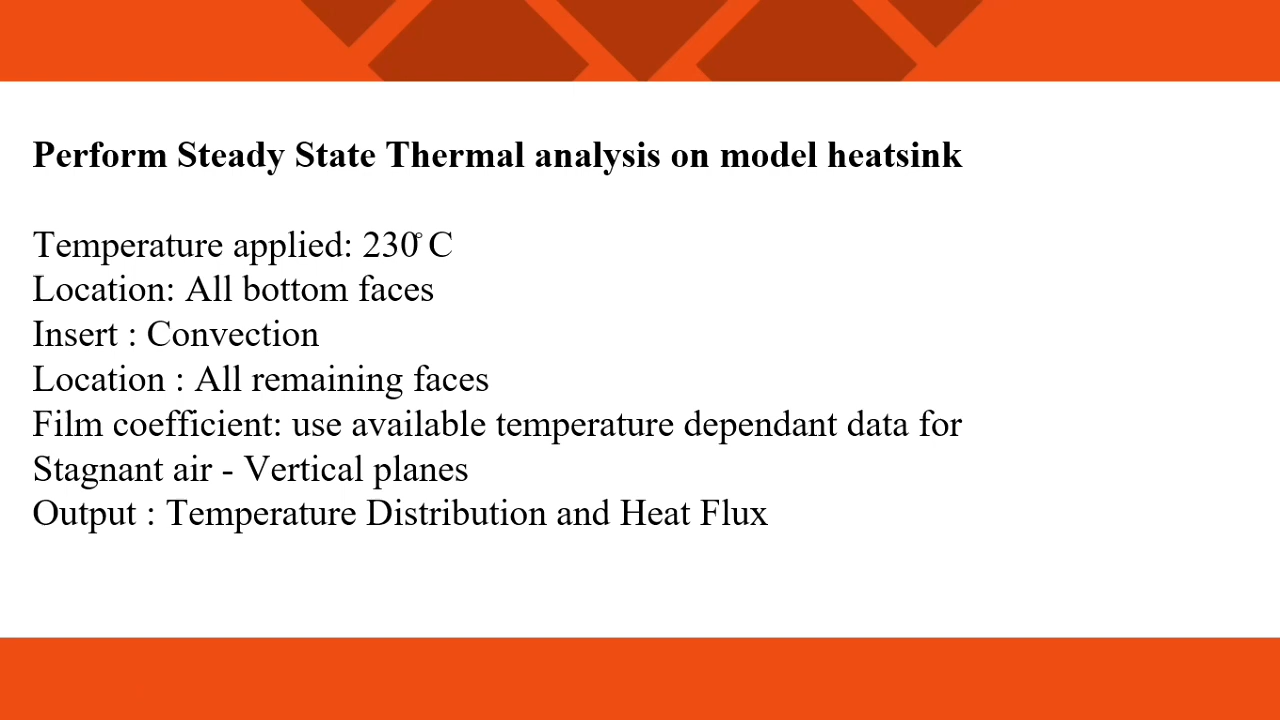 Perform Steady State Thermal analysis on model heatsink
Temperature applied: 230° C
Location: All bottom faces
Insert : Convection
Location : All remaining faces
Film coefficient: use available temperature dependant data for
Stagnant air - Vertical planes
Output : Temperature Distribution and Heat Flux